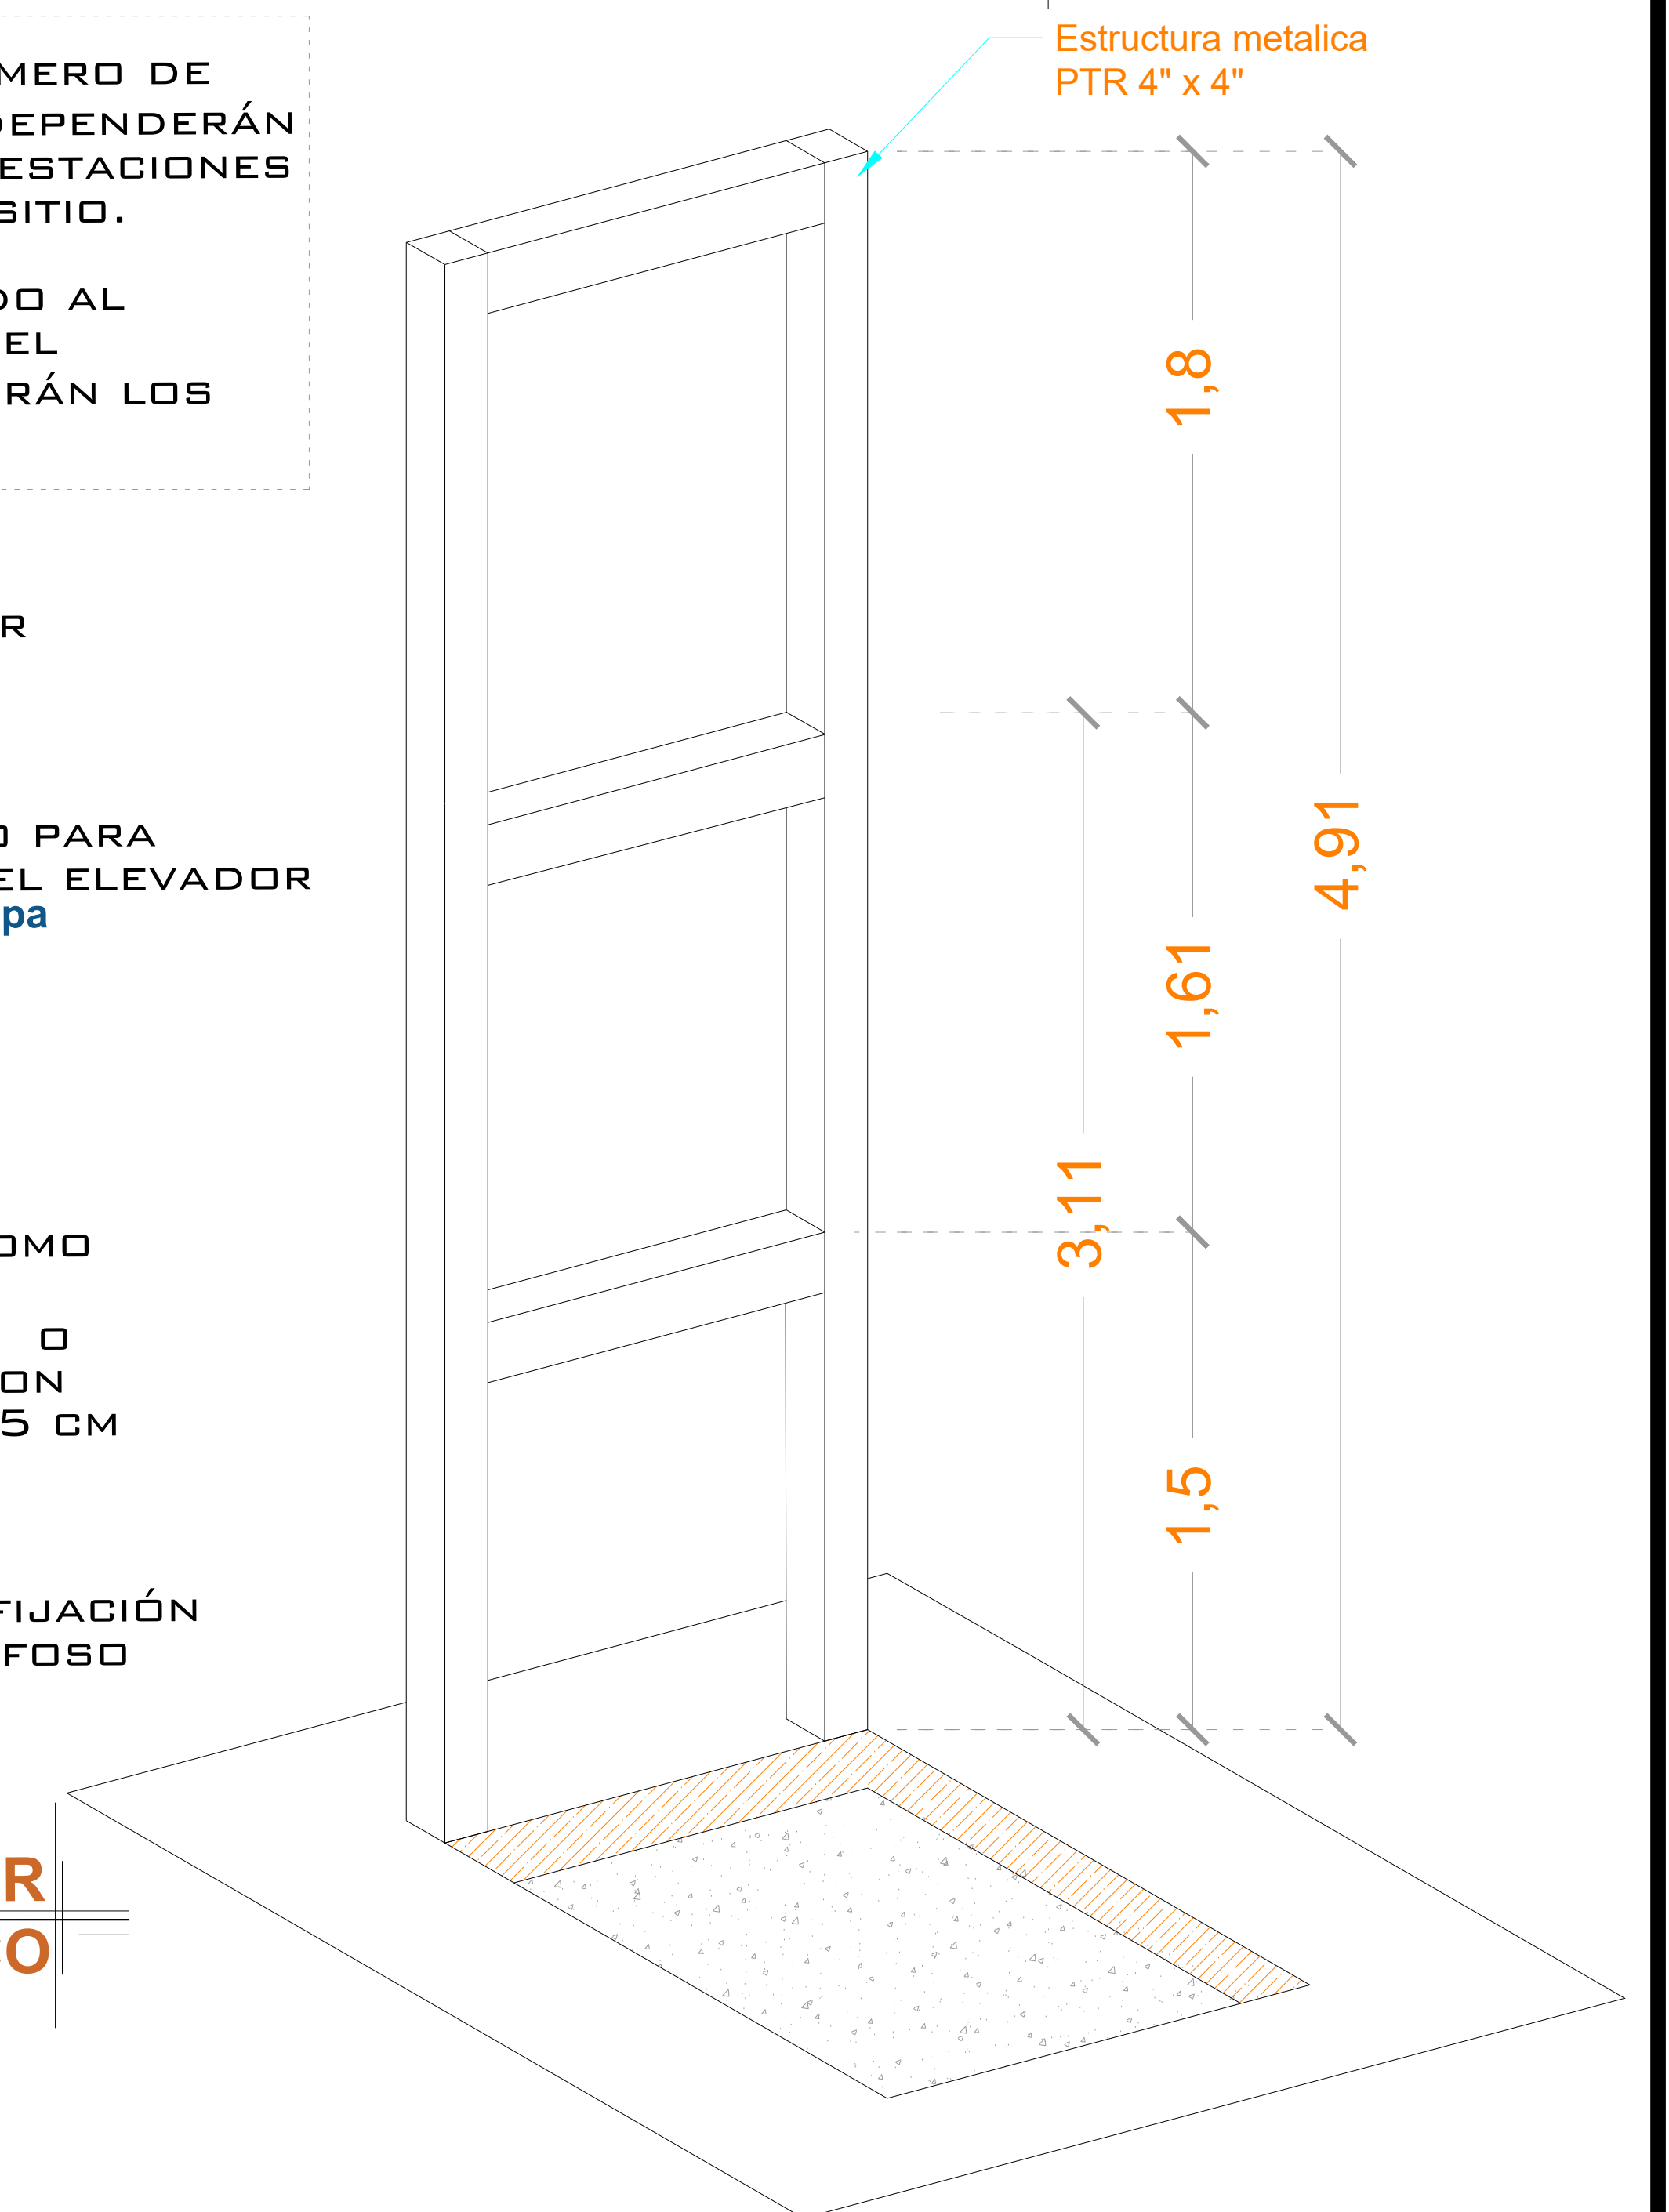 Estructura metalica
PTR 4" x 4"
MERO DE
DEPENDERÁN
ESTACIONES
SITIO.
DO AL
EL
RÁN LOS
R
O PARA
EL ELEVADOR
pa
OMO
O
ON
5 CM
FIJACIÓN
FOSO
R
O
1,8
4,91
1,61
3,11
1,5